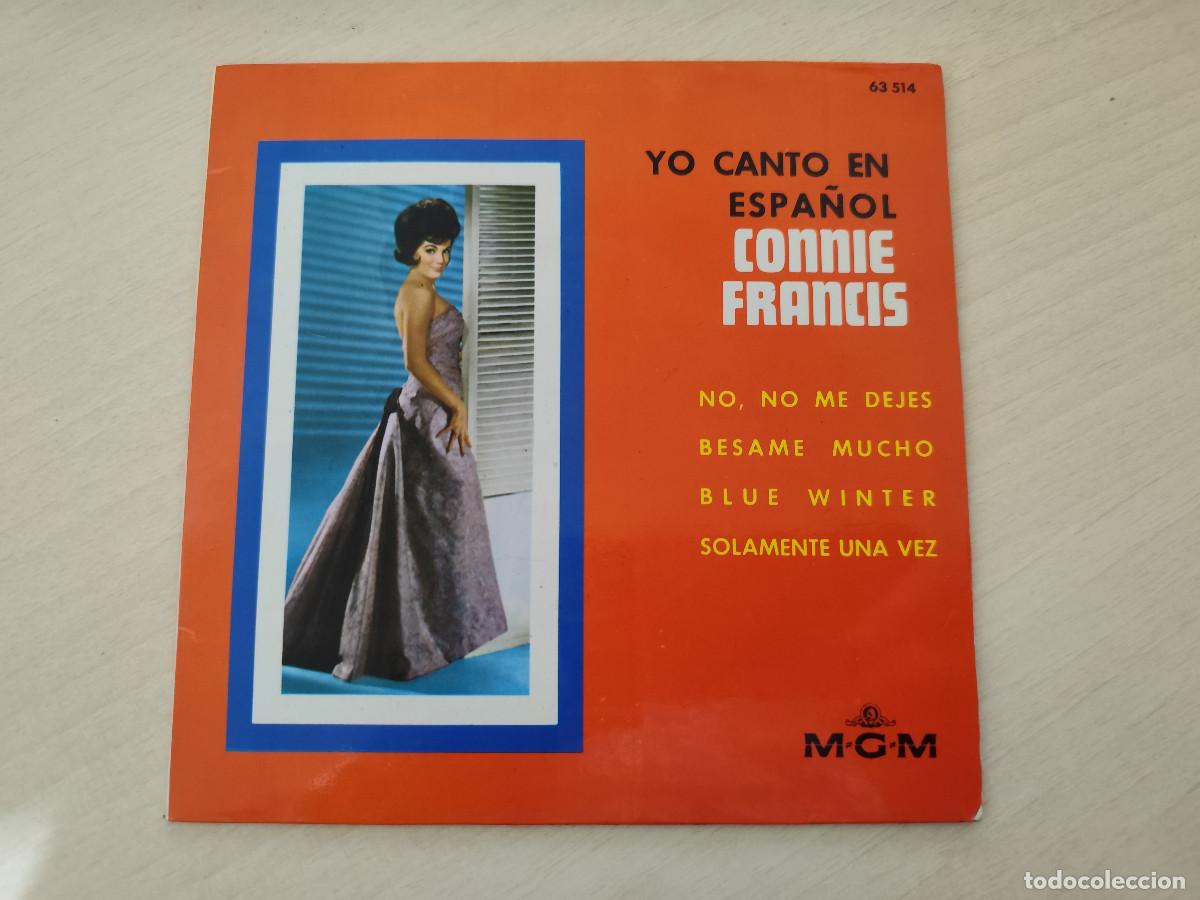 63 514
YO CANTO EN
ESPAÑOL
CONNIE
FRANCIS
NO, NO ME DEJES
BESAME MUCHO
BLUE WINTER
SOLAMENTE UNA VEZ
M-G-M
todocoleccion